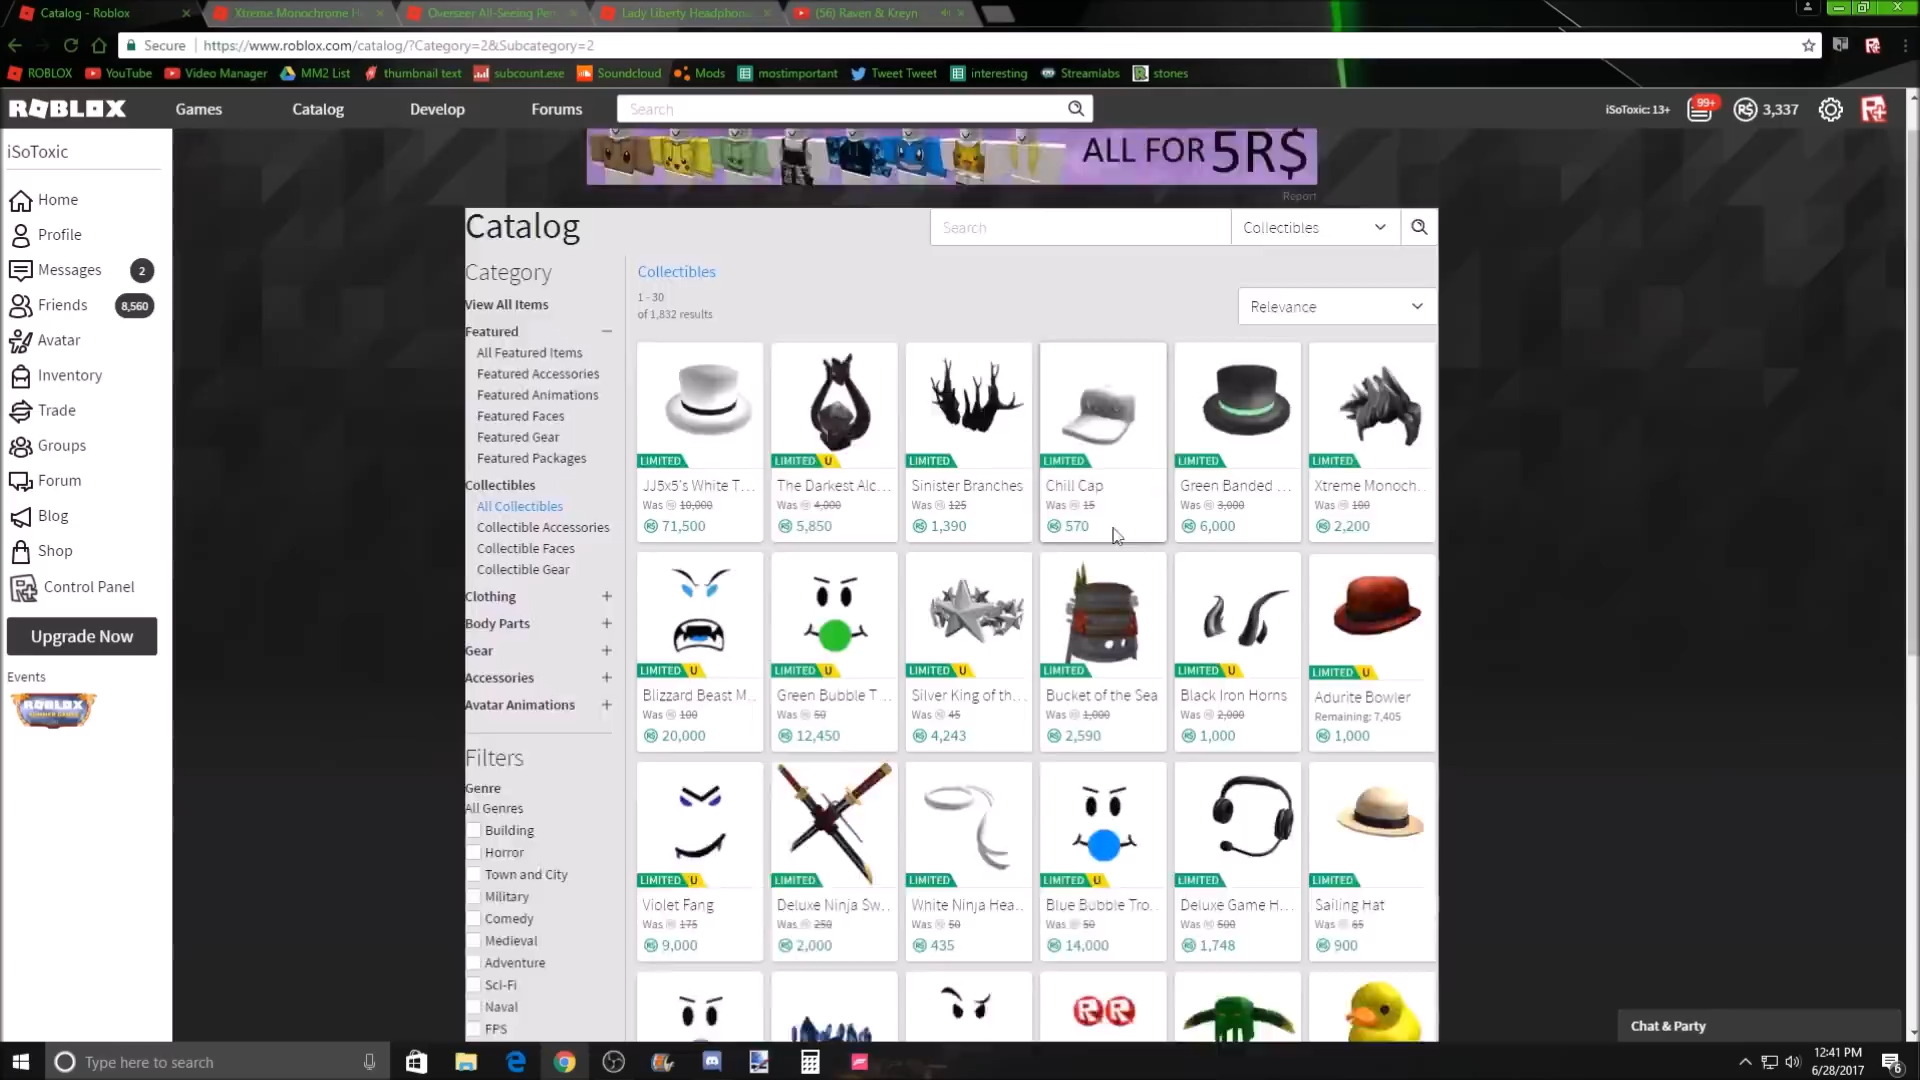 Catalog - Roblox
Xtreme Monochrome H
Overseer All-Seeing Pen
Lady Liberty Headphon
(56) Raven & Kreyn
Secure https://www.roblox.com/catalog/?Category=2&Subcategory=2
ROBLOX YouTube Video Manager MM2 List thumbnail text subcount.exe Soundcloud Mods mostimportant Tweet Tweet interesting Streamlabs stones
ROBLOX Games Catalog Develop Forums Search iSoToxic: 13+ 99+ R$ 3,337
ALL FOR 5R$
Report
iSoToxic
Home
Profile
Messages 2
Friends 8,560
Avatar
Inventory
Trade
Groups
Forum
Blog
Shop
Control Panel
Upgrade Now
Events
ROBLOX
Catalog
Search Collectibles
Category
View All Items
Featured
All Featured Items
Featured Accessories
Featured Animations
Featured Faces
Featured Gear
Featured Packages
Collectibles
All Collectibles
Collectible Accessories
Collectible Faces
Collectible Gear
Clothing +
Body Parts +
Gear +
Accessories +
Avatar Animations +
Filters
Genre
All Genres
Building
Horror
Town and City
Military
Comedy
Medieval
Adventure
Sci-Fi
Naval
FPS
Collectibles
1 - 30
of 1,832 results
Relevance
LIMITED LIMITED U LIMITED LIMITED LIMITED LIMITED
JJ5x5's White T... The Darkest Alc... Sinister Branches Chill Cap Green Banded ... Xtreme Monoch...
Was 10,000 Was 4,000 Was 125 Was 15 Was 3,000 Was 100
R$ 71,500 R$ 5,850 R$ 1,390 R$ 570 R$ 6,000 R$ 2,200
LIMITED U LIMITED U LIMITED U LIMITED LIMITED U LIMITED U
Blizzard Beast M... Green Bubble T... Silver King of th... Bucket of the Sea Black Iron Horns Adurite Bowler
Was 100 Was 50 Was 45 Was 1,000 Was 2,000 Remaining: 7,405
R$ 20,000 R$ 12,450 R$ 4,243 R$ 2,590 R$ 1,000 R$ 1,000
LIMITED U LIMITED LIMITED LIMITED U LIMITED LIMITED
Violet Fang Deluxe Ninja Sw... White Ninja Hea... Blue Bubble Tro... Deluxe Game H... Sailing Hat
Was 175 Was 250 Was 50 Was 50 Was 500 Was 65
R$ 9,000 R$ 2,000 R$ 435 R$ 14,000 R$ 1,748 R$ 900
R R
Chat & Party
Type here to search
12:41 PM
6/28/2017
6